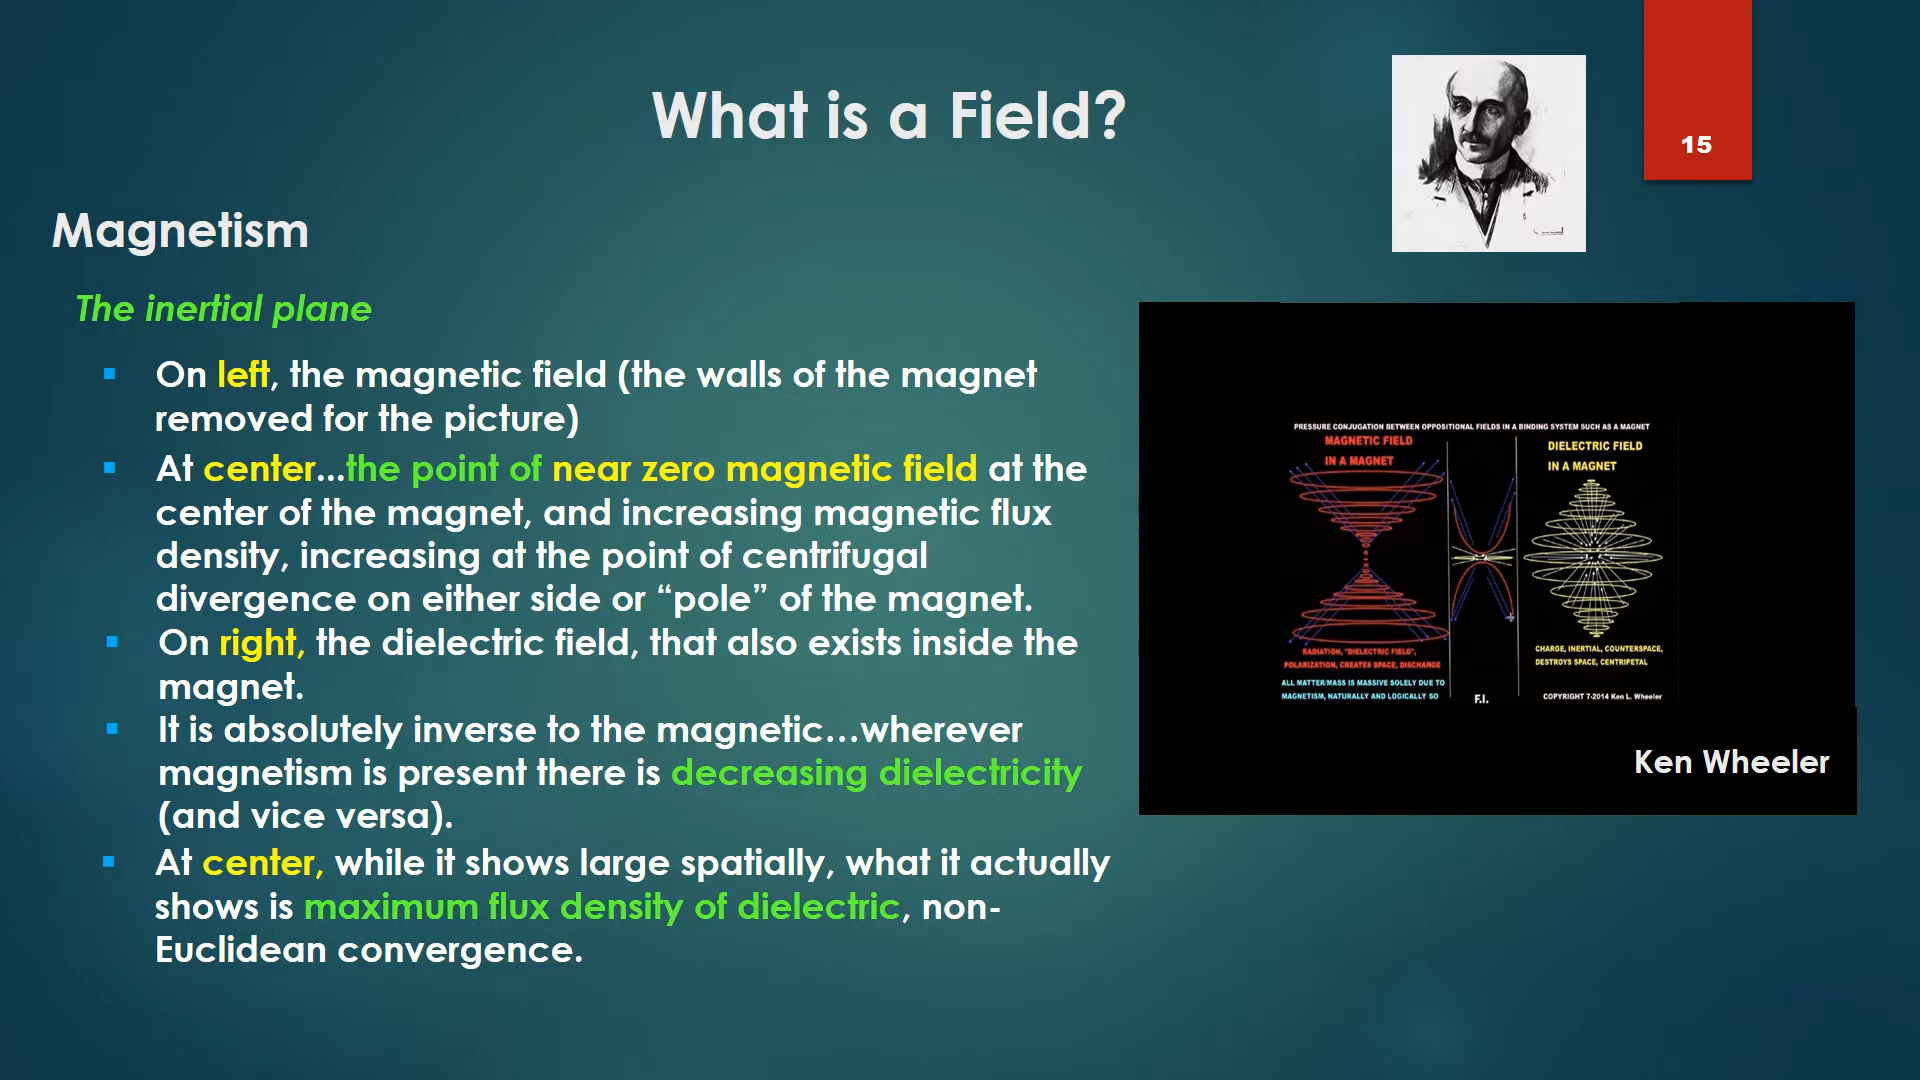 What is a Field?
15
Magnetism
The inertial plane
On left, the magnetic field (the walls of the magnet
removed for the picture)
At center...the point of near zero magnetic field at the
center of the magnet, and increasing magnetic flux
density, increasing at the point of centrifugal
divergence on either side or “pole” of the magnet.
On right, the dielectric field, that also exists inside the
magnet.
It is absolutely inverse to the magnetic…wherever
magnetism is present there is decreasing dielectricity
(and vice versa).
At center, while it shows large spatially, what it actually
shows is maximum flux density of dielectric, non-
Euclidean convergence.
PRESSURE CONJUGATION BETWEEN OPPOSITIONAL FIELDS IN A BINDING SYSTEM SUCH AS A MAGNET
MAGNETIC FIELD
IN A MAGNET
DIELECTRIC FIELD
IN A MAGNET
RADIATION, "DIELECTRIC FIELD",
POLARIZATION, CREATES SPACE, DISCHARGE
ALL MATTER/MASS IS MASSIVE SOLELY DUE TO
MAGNETISM, NATURALLY AND LOGICALLY SO
F.I.
CHARGE, INERTIAL, COUNTERSPACE,
DESTROYS SPACE, CENTRIPETAL
COPYRIGHT 7-2014 Ken L. Wheeler
Ken Wheeler